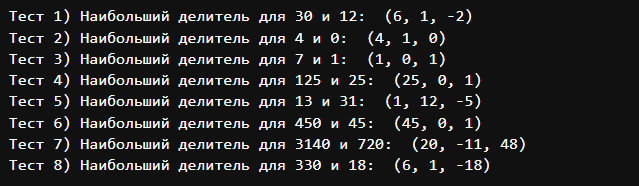 Тест 1) Наибольший делитель для 30 и 12:  (6, 1, -2)
Тест 2) Наибольший делитель для 4 и 0:  (4, 1, 0)
Тест 3) Наибольший делитель для 7 и 1:  (1, 0, 1)
Тест 4) Наибольший делитель для 125 и 25:  (25, 0, 1)
Тест 5) Наибольший делитель для 13 и 31:  (1, 12, -5)
Тест 6) Наибольший делитель для 450 и 45:  (45, 0, 1)
Тест 7) Наибольший делитель для 3140 и 720:  (20, -11, 48)
Тест 8) Наибольший делитель для 330 и 18:  (6, 1, -18)